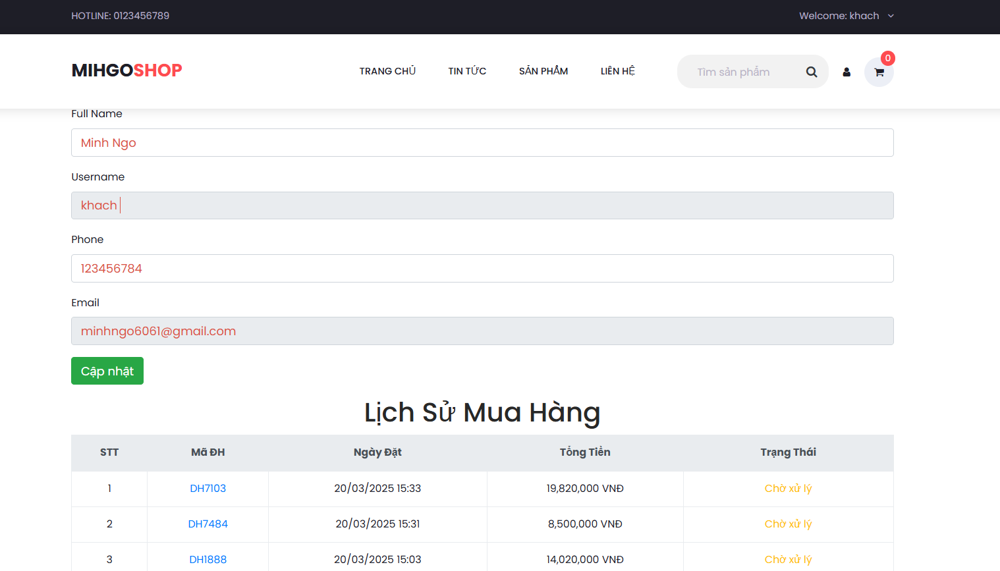 HOTLINE: 0123456789
Welcome: khach
MIHGOSHOP
TRANG CHỦ
TIN TỨC
SẢN PHẨM
LIÊN HỆ
Tìm sản phẩm
0
Full Name
Minh Ngo
Username
khach
Phone
123456784
Email
minhngo6061@gmail.com
Cập nhật
Lịch Sử Mua Hàng
STT Mã ĐH Ngày Đặt Tổng Tiền Trạng Thái
1 DH7103 20/03/2025 15:33 19,820,000 VNĐ Chờ xử lý
2 DH7484 20/03/2025 15:31 8,500,000 VNĐ Chờ xử lý
3 DH1888 20/03/2025 15:03 14,020,000 VNĐ Chờ xử lý